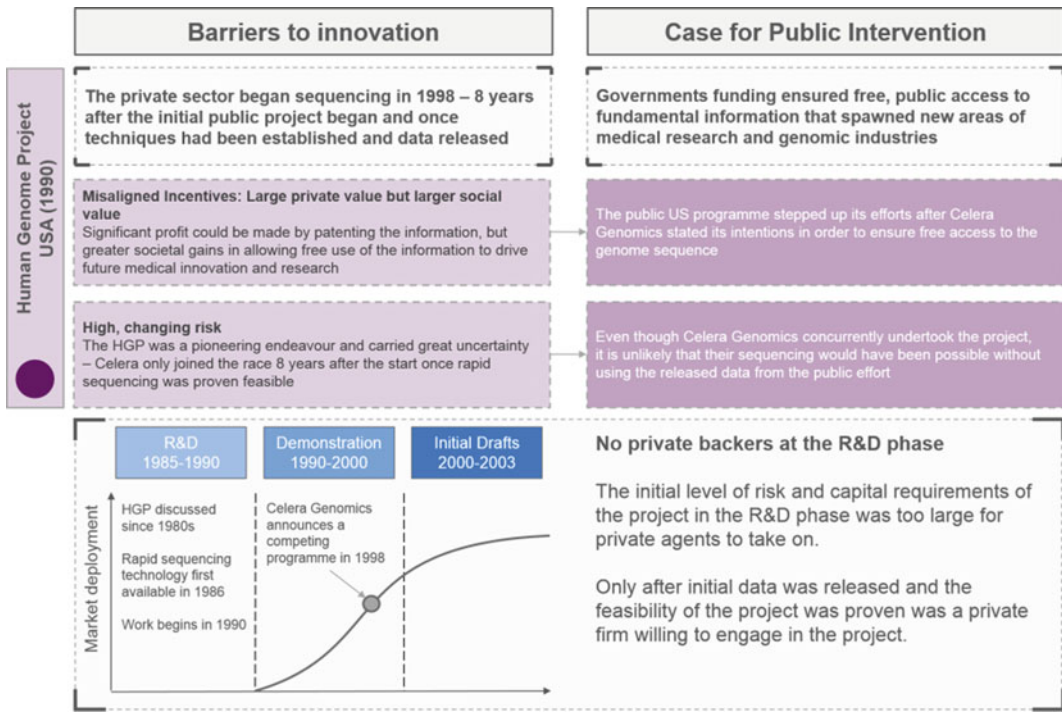 Barriers to innovation
Case for Public Intervention
Human Genome Project
USA (1990)
The private sector began sequencing in 1998 – 8 years
after the initial public project began and once
techniques had been established and data released
Governments funding ensured free, public access to
fundamental information that spawned new areas of
medical research and genomic industries
Misaligned Incentives: Large private value but larger social
value
Significant profit could be made by patenting the information, but
greater societal gains in allowing free use of the information to drive
future medical innovation and research
The public US programme stepped up its efforts after Celera
Genomics stated its intentions in order to ensure free access to the
genome sequence
High, changing risk
The HGP was a pioneering endeavour and carried great uncertainty
– Celera only joined the race 8 years after the start once rapid
sequencing was proven feasible
Even though Celera Genomics concurrently undertook the project,
it is unlikely that their sequencing would have been possible without
using the released data from the public effort
R&D
1985-1990
Demonstration
1990-2000
Initial Drafts
2000-2003
Market deployment
HGP discussed
since 1980s
Rapid sequencing
technology first
available in 1986
Work begins in 1990
Celera Genomics
announces a
competing
programme in 1998
No private backers at the R&D phase
The initial level of risk and capital requirements of
the project in the R&D phase was too large for
private agents to take on.
Only after initial data was released and the
feasibility of the project was proven was a private
firm willing to engage in the project.